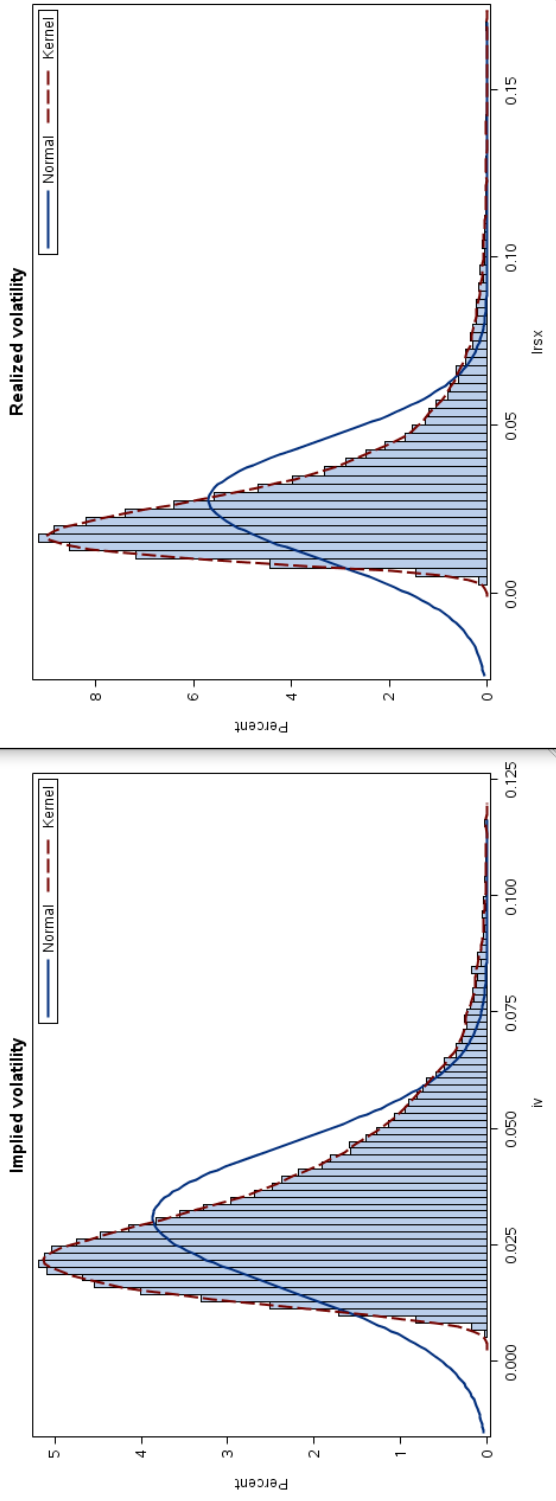 Implied volatility
Normal Kernel
Percent
5
4
3
2
1
0
0.000 0.025 0.050 0.075 0.100 0.125
iv
Realized volatility
Normal Kernel
Percent
8
6
4
2
0
0.00 0.05 0.10 0.15
lrsx